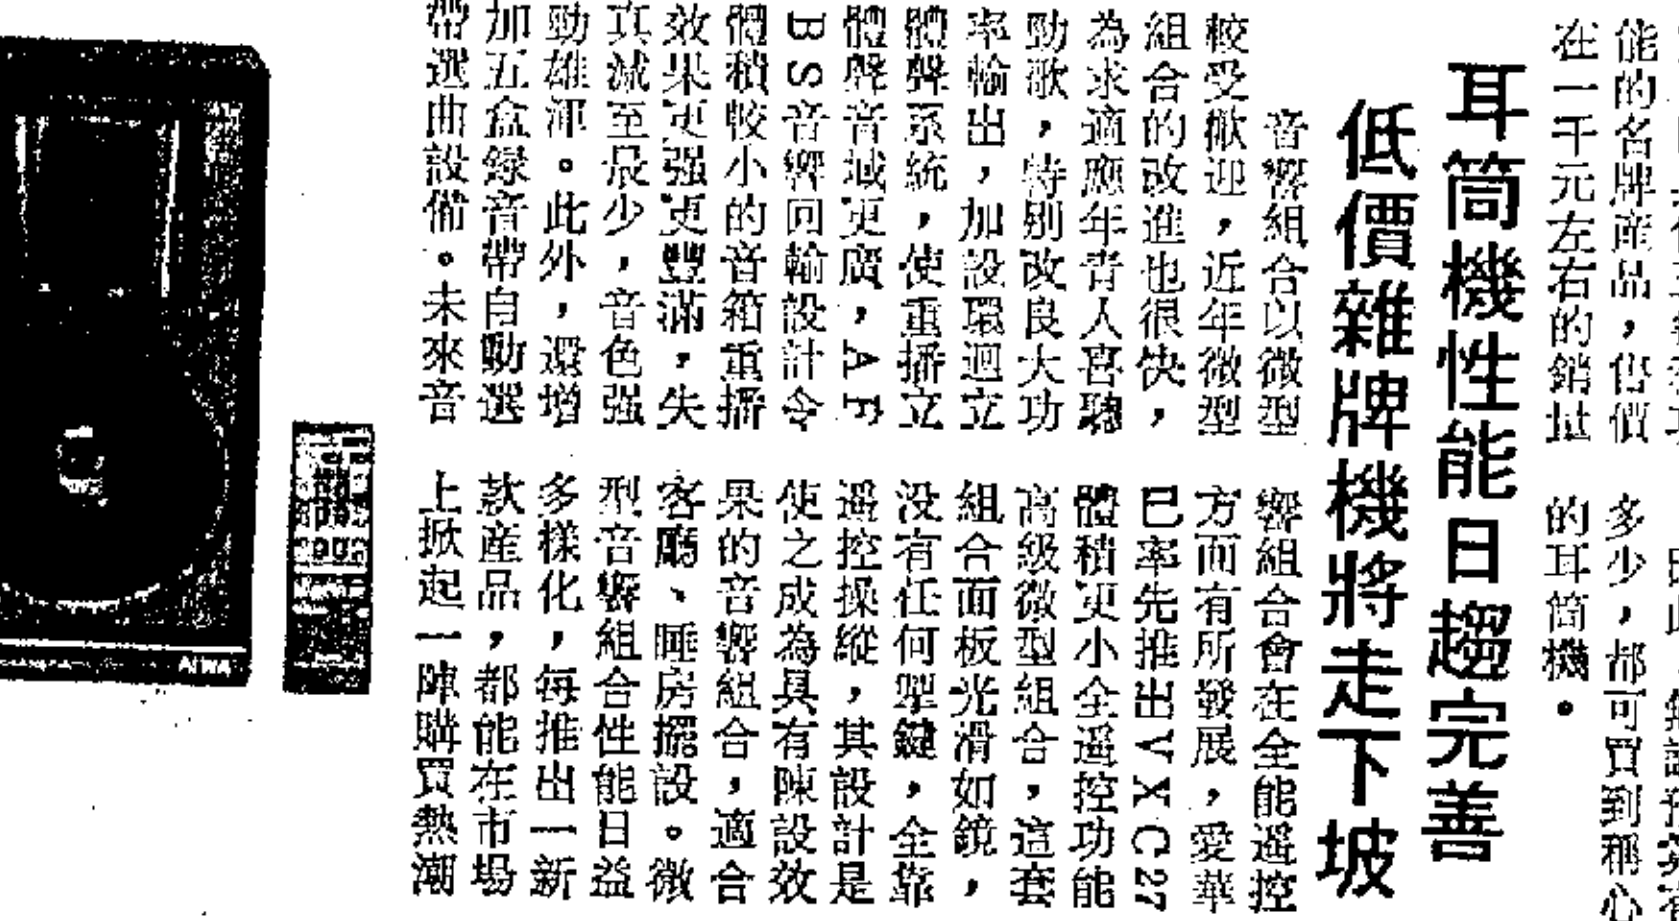 能的名牌産品，售價
在一千元左右的銷量
多少，都可買到稱心
的耳筒機。
耳筒機性能日趨完善
低價雜牌機將走下坡
音響組合以微型
較受歡迎，近年微型
組合的改進也很快，
為求適應年青人喜聽
勁歌，特别改良大功
率輸出，加設環迴立
體聲系統，使重播立
體聲音域更廣，AF
BS音響回輸設計令
體積較小的音箱重播
效果更强更豐滿，失
真減至最少，音色强
勁雄渾。此外，還增
加五盒錄音帶自動選
帶選曲設備。未來音
響組合會在全能遥控
方面有所發展，愛華
已率先推出VXC27
體積更小全遥控功能
高級微型組合，這套
組合面板光滑如鏡，
没有任何掣鍵，全靠
遥控操縱，其設計是
使之成為具有陳設效
果的音響組合，適合
客廳、睡房擺設。微
型音響組合性能日益
多樣化，每推出一新
款産品，都能在市場
上掀起一陣購買熱潮
AIWA